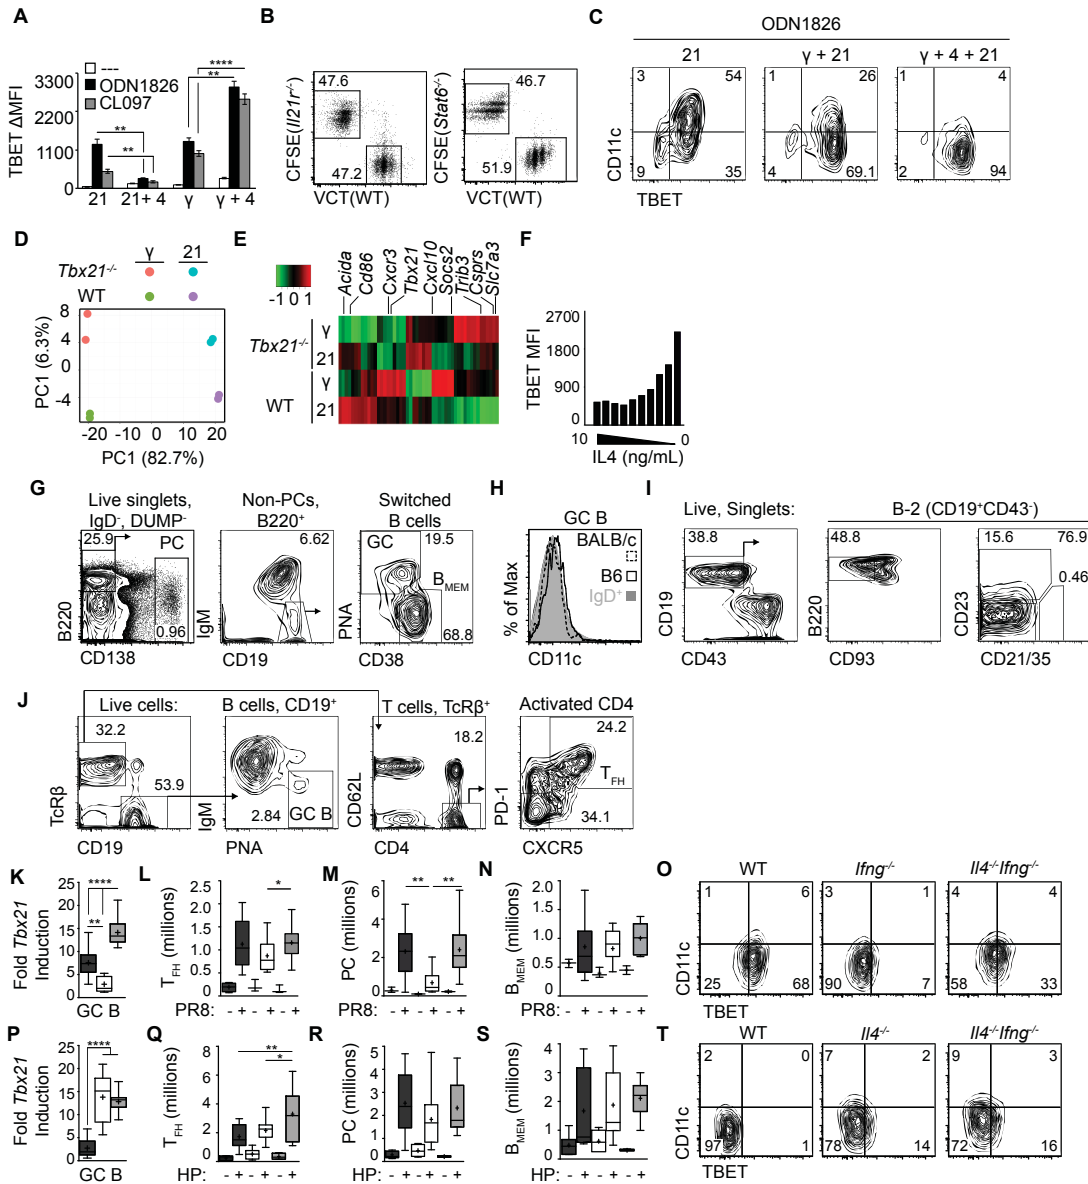 A
TBET ΔMFI
3300
2200
1100
0
---
ODN1826
CL097
**
**
**
****
21
21+ 4
γ
γ + 4
B
CFSE(Il21r-/-)
47.6
47.2
VCT(WT)
CFSE(Stat6-/-)
46.7
51.9
VCT(WT)
C
ODN1826
21
γ + 21
γ + 4 + 21
CD11c
3
54
9
35
1
26
4
69.1
1
4
2
94
TBET
D
γ
21
Tbx21-/-
WT
PC1 (6.3%)
8
4
0
-4
-20
-10
0
10
20
PC1 (82.7%)
E
-1 0 1
Acida
Cd86
Cxcr3
Tbx21
Cxcl10
Socs2
Trib3
Csprs
Slc7a3
Tbx21-/-
γ
21
WT
γ
21
F
TBET MFI
2700
1800
900
0
10
0
IL4 (ng/mL)
G
Live singlets,
IgD-, DUMP-
25.9
PC
0.96
B220
CD138
Non-PCs,
B220+
6.62
IgM
CD19
Switched
B cells
GC
19.5
BMEM
68.8
PNA
CD38
H
GC B
BALB/c
B6
IgD+
% of Max
CD11c
I
Live, Singlets:
38.8
CD19
CD43
B-2 (CD19+CD43-)
48.8
B220
CD93
15.6
76.9
0.46
CD23
CD21/35
J
Live cells:
32.2
53.9
TcRβ
CD19
B cells, CD19+
2.84
GC B
IgM
PNA
T cells, TcRβ+
18.2
CD62L
CD4
Activated CD4
24.2
TFH
34.1
PD-1
CXCR5
K
Fold Tbx21
Induction
25
20
15
10
5
0
****
**
GC B
L
TFH (millions)
2.5
2.0
1.5
1.0
0.5
0
*
PR8: - + - + - +
M
PC (millions)
6
4
2
0
**
**
PR8: - + - + - +
N
BMEM (millions)
2.0
1.5
1.0
0.5
0
PR8: - + - + - +
O
WT
Ifng-/-
Il4-/-Ifng-/-
CD11c
1
6
25
68
3
1
90
7
4
4
58
33
TBET
P
Fold Tbx21
Induction
25
20
15
10
5
0
****
GC B
Q
TFH (millions)
8
6
4
2
0
**
*
HP: - + - + - +
R
PC (millions)
5
4
3
2
1
0
HP: - + - + - +
S
BMEM (millions)
4
3
2
1
0
HP: - + - + - +
T
WT
Il4-/-
Il4-/-Ifng-/-
CD11c
2
0
97
1
7
2
78
14
9
3
72
16
TBET